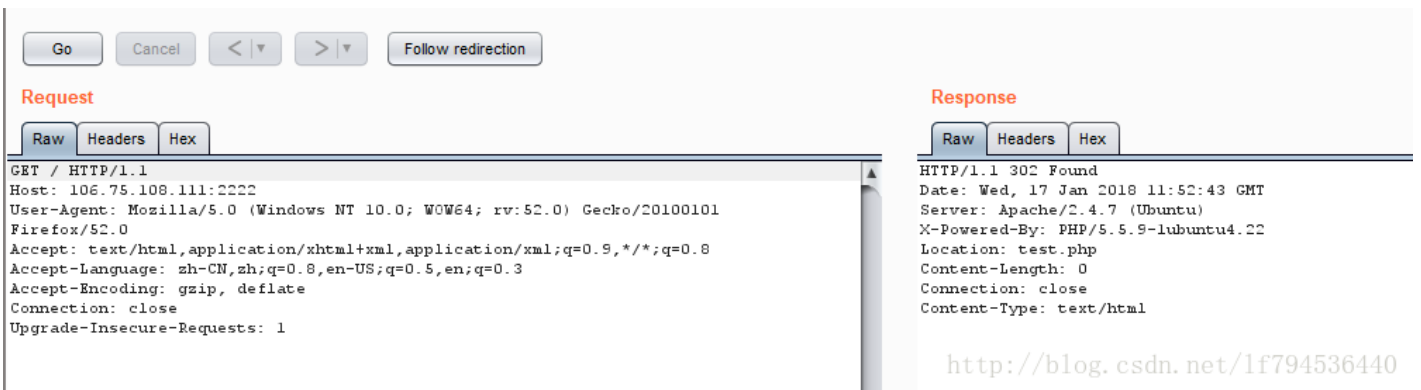 Go
Cancel
<
>
Follow redirection
Request
Response
Raw
Headers
Hex
Raw
Headers
Hex
GET / HTTP/1.1
Host: 106.75.108.111:2222
User-Agent: Mozilla/5.0 (Windows NT 10.0; WOW64; rv:52.0) Gecko/20100101
Firefox/52.0
Accept: text/html,application/xhtml+xml,application/xml;q=0.9,*/*;q=0.8
Accept-Language: zh-CN,zh;q=0.8,en-US;q=0.5,en;q=0.3
Accept-Encoding: gzip, deflate
Connection: close
Upgrade-Insecure-Requests: 1
HTTP/1.1 302 Found
Date: Wed, 17 Jan 2018 11:52:43 GMT
Server: Apache/2.4.7 (Ubuntu)
X-Powered-By: PHP/5.5.9-1ubuntu4.22
Location: test.php
Content-Length: 0
Connection: close
Content-Type: text/html
http://blog.csdn.net/lf794536440